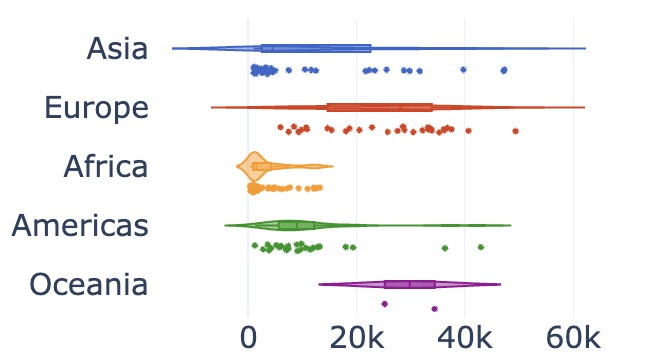 Asia
Europe
Africa
Americas
Oceania
0 20k 40k 60k